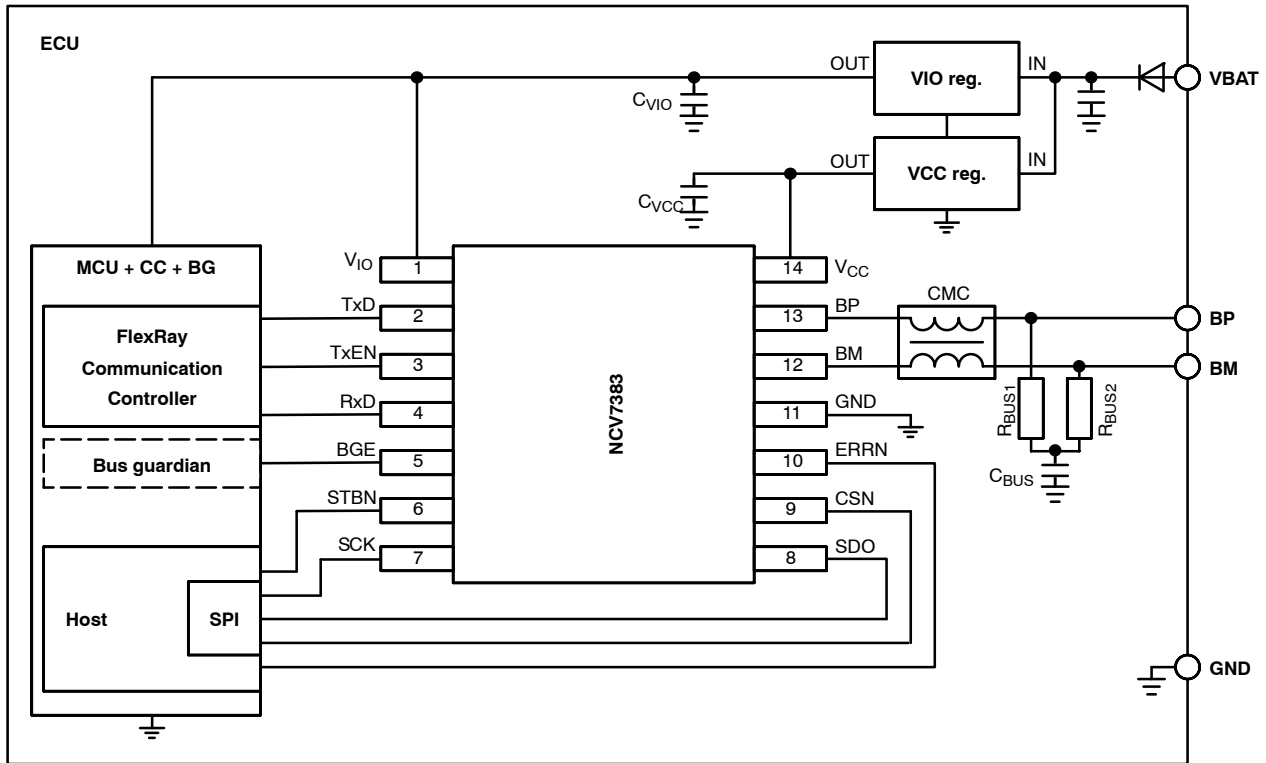 ECU
OUT
VIO reg.
IN
VBAT
CVIO
OUT
VCC reg.
IN
CVCC
MCU + CC + BG
VIO
1
14
VCC
FlexRay
Communication
Controller
TxD
2
13
BP
CMC
BP
TxEN
3
12
BM
BM
RxD
4
11
GND
RBUS1
RBUS2
NCV7383
Bus guardian
BGE
5
10
ERRN
CBUS
STBN
6
9
CSN
SCK
7
8
SDO
Host
SPI
GND